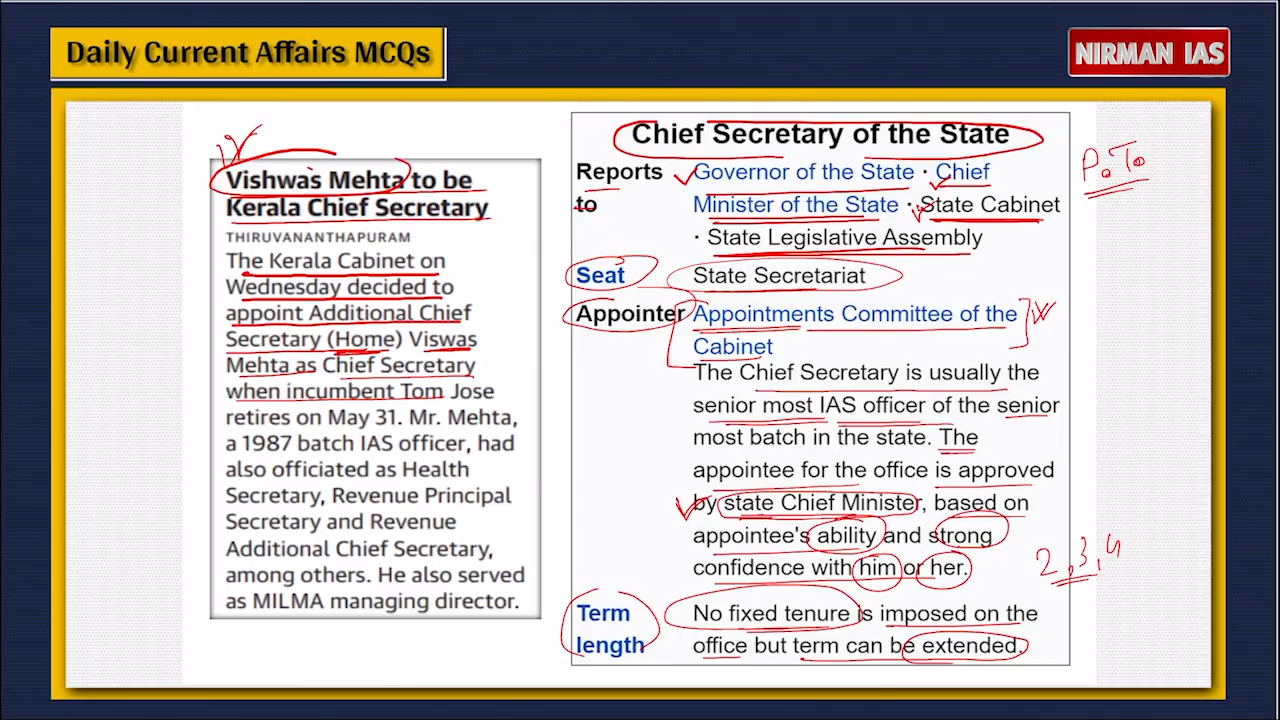 Daily Current Affairs MCQs
NIRMAN IAS
Vishwas Mehta to be
Kerala Chief Secretary
THIRUVANANTHAPURAM
The Kerala Cabinet on
Wednesday decided to
appoint Additional Chief
Secretary (Home) Viswas
Mehta as Chief Secretary
when incumbent Tom Jose
retires on May 31. Mr. Mehta,
a 1987 batch IAS officer, had
also officiated as Health
Secretary, Revenue Principal
Secretary and Revenue
Additional Chief Secretary,
among others. He also served
as MILMA managing director.
Chief Secretary of the State
Reports Governor of the State · Chief
to Minister of the State · State Cabinet
· State Legislative Assembly
Seat State Secretariat
Appointer Appointments Committee of the
Cabinet
The Chief Secretary is usually the
senior most IAS officer of the senior
most batch in the state. The
appointee for the office is approved
by state Chief Minister, based on
appointee's ability and strong
confidence with him or her.
Term No fixed tenure is imposed on the
length office but term can be extended.
P.To
2,3,4